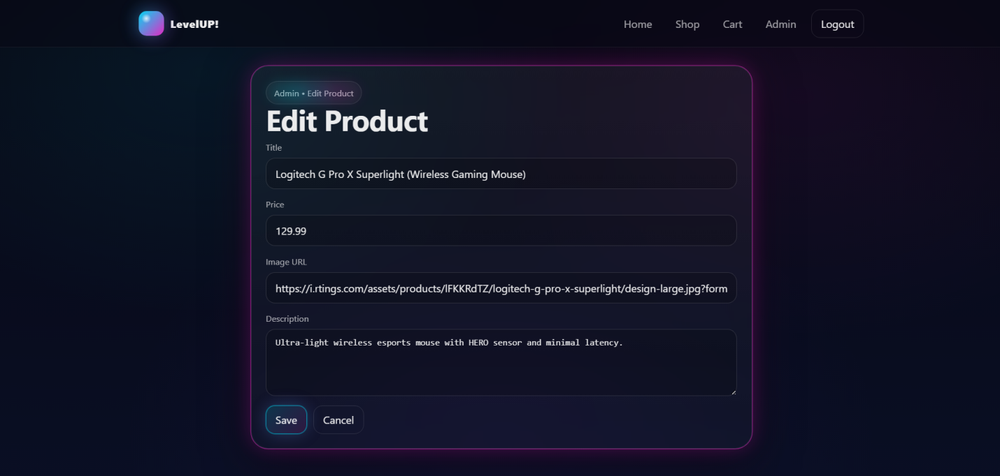 LevelUP!
Home Shop Cart Admin Logout
Admin • Edit Product
Edit Product
Title
Logitech G Pro X Superlight (Wireless Gaming Mouse)
Price
129.99
Image URL
https://i.rtings.com/assets/products/lFKKRdTZ/logitech-g-pro-x-superlight/design-large.jpg?form
Description
Ultra-light wireless esports mouse with HERO sensor and minimal latency.
Save Cancel